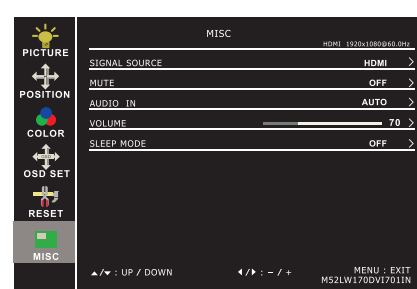 MISC
HDMI 1920x1080@60.0Hz
PICTURE
POSITION
COLOR
OSD
OSD SET
RESET
MISC
SIGNAL SOURCE HDMI >
MUTE OFF >
AUDIO IN AUTO >
VOLUME 70 >
SLEEP MODE OFF >
▲/▼ : UP / DOWN ◀/▶ : – / + MENU : EXIT
M52LW170DVI701IN